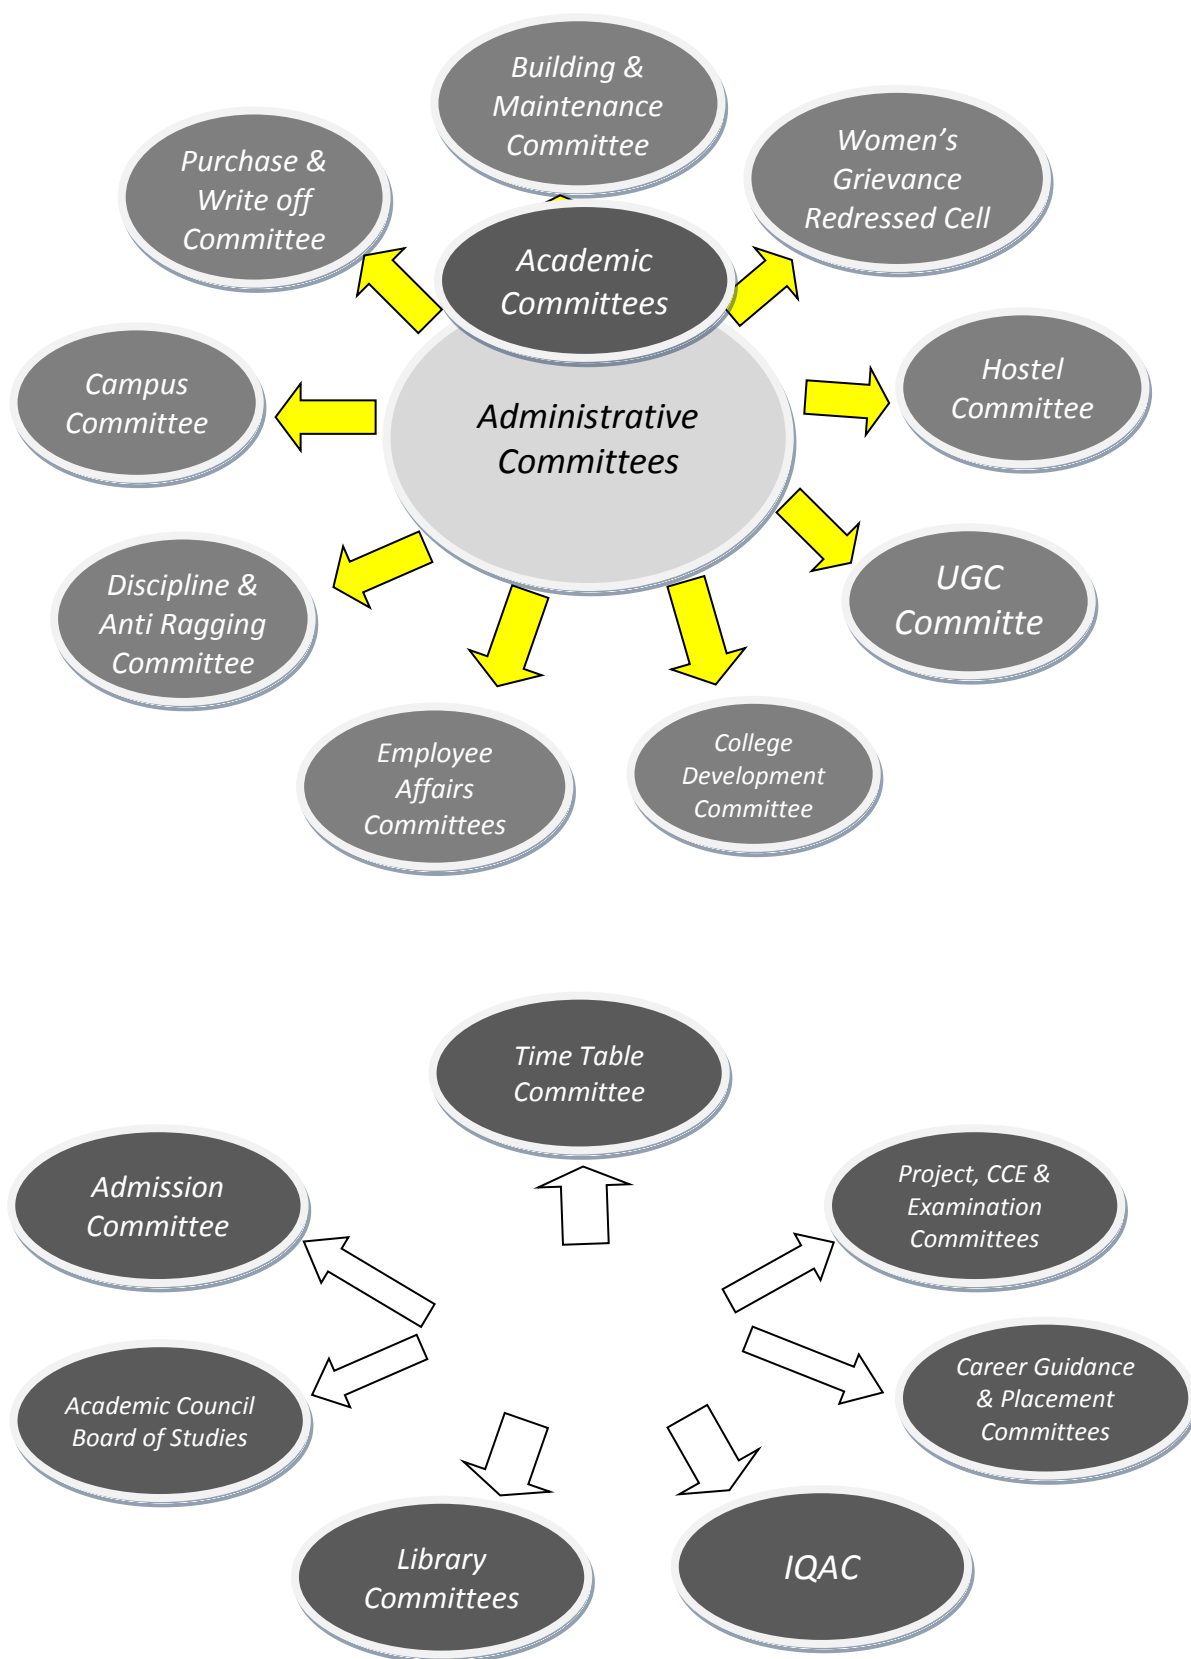 Building &
Maintenance
Committee
Purchase &
Write off
Committee
Women’s
Grievance
Redressed Cell
Academic
Committees
Campus
Committee
Hostel
Committee
Administrative
Committees
Discipline &
Anti Ragging
Committee
UGC
Committe
Employee
Affairs
Committees
College
Development
Committee
Time Table
Committee
Admission
Committee
Project, CCE &
Examination
Committees
Academic Council
Board of Studies
Career Guidance
& Placement
Committees
Library
Committees
IQAC